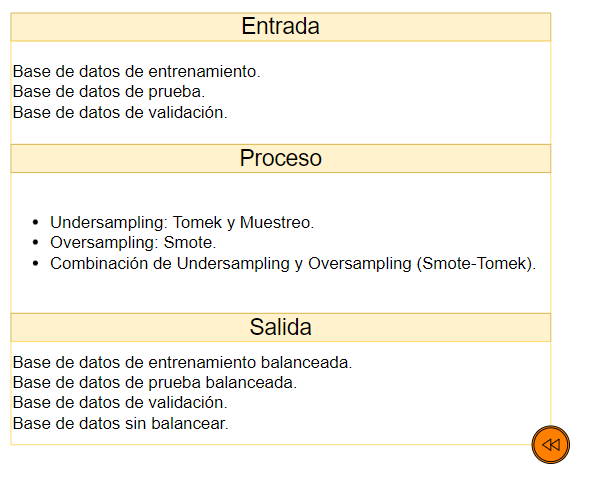 Entrada
Base de datos de entrenamiento.
Base de datos de prueba.
Base de datos de validación.
Proceso
• Undersampling: Tomek y Muestreo.
• Oversampling: Smote.
• Combinación de Undersampling y Oversampling (Smote-Tomek).
Salida
Base de datos de entrenamiento balanceada.
Base de datos de prueba balanceada.
Base de datos de validación.
Base de datos sin balancear.